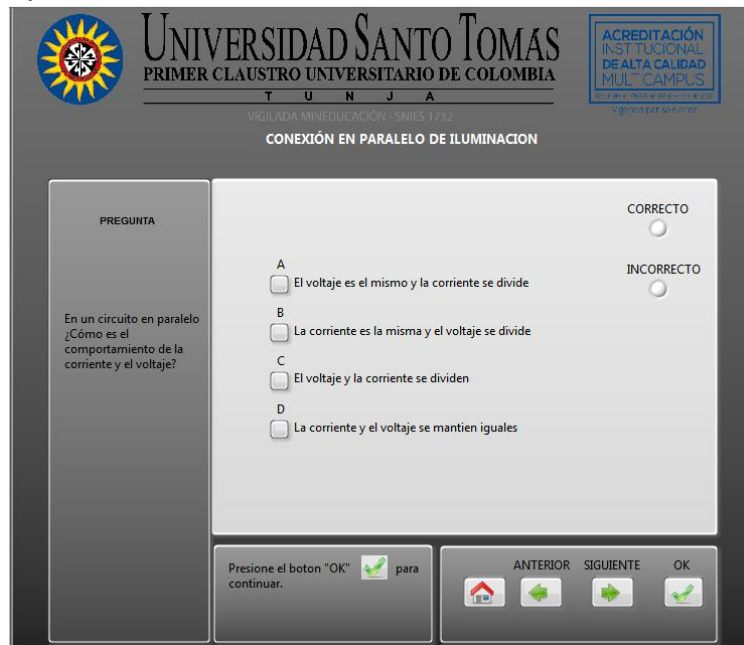 UNIVERSIDAD SANTO TOMAS
PRIMER CLAUSTRO UNIVERSITARIO DE COLOMBIA
T U N J A
VIGILADA MINEDUCACIÓN - SNIES 1732
ACREDITACIÓN
INSTITUCIONAL
DE ALTA CALIDAD
MULTICAMPUS
CONEXIÓN EN PARALELO DE ILUMINACION
PREGUNTA
En un circuito en paralelo
¿Cómo es el
comportamiento de la
corriente y el voltaje?
CORRECTO
INCORRECTO
A
El voltaje es el mismo y la corriente se divide
B
La corriente es la misma y el voltaje se divide
C
El voltaje y la corriente se dividen
D
La corriente y el voltaje se mantien iguales
Presione el boton "OK" para
continuar.
ANTERIOR SIGUIENTE OK